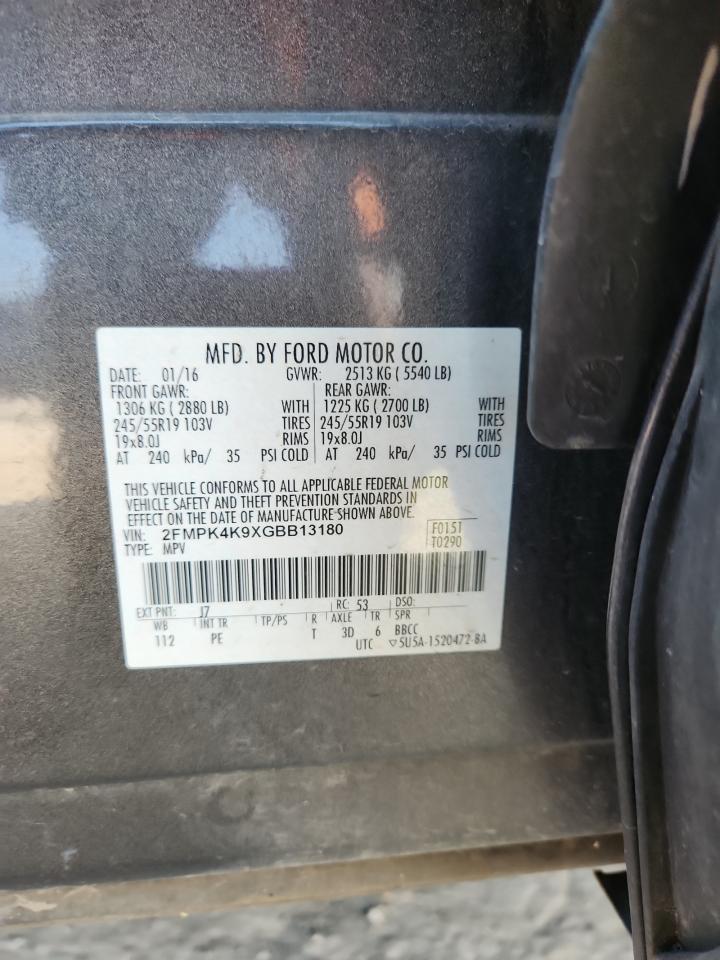 MFD. BY FORD MOTOR CO.
DATE: 01/16 GVWR: 2513 KG ( 5540 LB)
FRONT GAWR: REAR GAWR:
1306 KG ( 2880 LB) WITH 1225 KG ( 2700 LB) WITH
245/55R19 103V TIRES 245/55R19 103V TIRES
19x8.0J RIMS 19x8.0J RIMS
AT 240 kPa/ 35 PSI COLD AT 240 kPa/ 35 PSI COLD
THIS VEHICLE CONFORMS TO ALL APPLICABLE FEDERAL MOTOR
VEHICLE SAFETY AND THEFT PREVENTION STANDARDS IN
EFFECT ON THE DATE OF MANUFACTURE SHOWN ABOVE.
VIN: 2FMPK4K9XGBB13180 F0151
TYPE: MPV T0290
EXT PNT: J7 RC: 53 DSO:
WB INT TR TP/PS R AXLE TR SPR
112 PE T 3D 6 BBCC
UTC ▽5U5A-1520472-BA